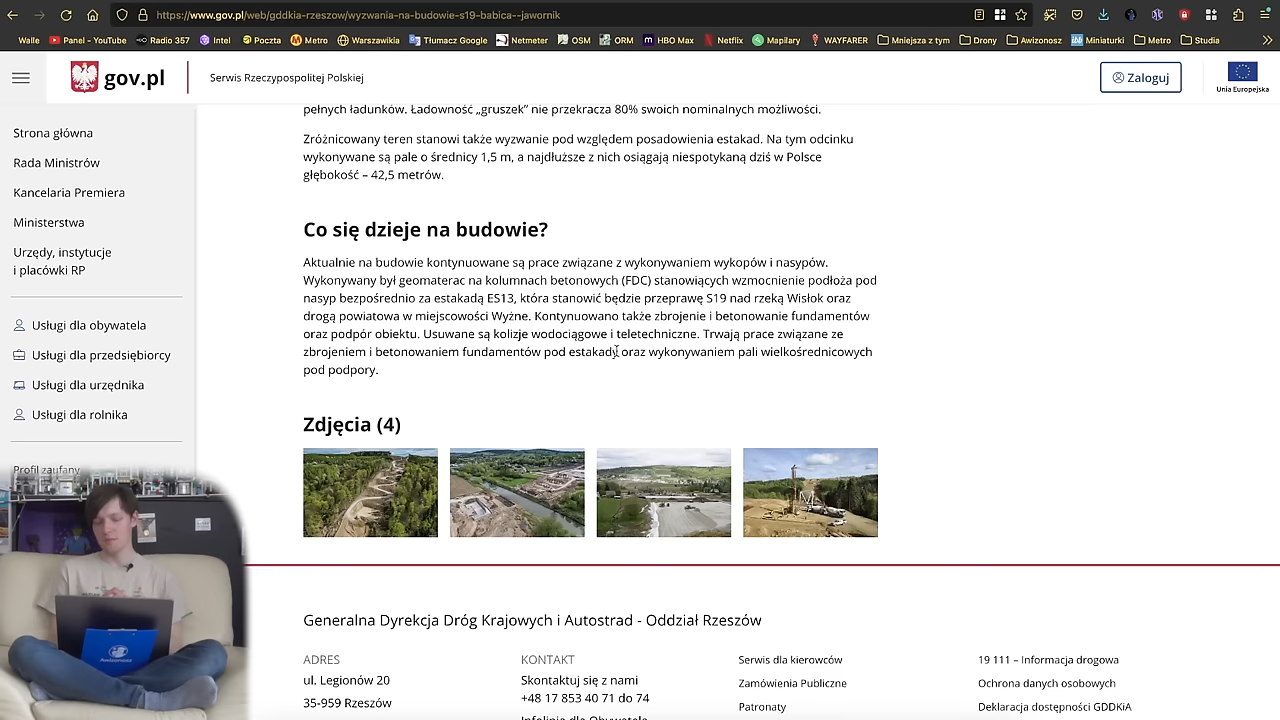 https://www.gov.pl/web/gddkia-rzeszow/wyzwania-na-budowie-s19-babica--jawornik
Walle
Panel - YouTube
Radio 357
Intel
Poczta
Metro
Warszawikia
Tłumacz Google
Netmeter
OSM
ORM
HBO Max
Netflix
Mapilary
WAYFARER
Mniejsza z tym
Drony
Awizonosz
Miniaturki
Metro
Studia
gov.pl
Serwis Rzeczypospolitej Polskiej
Zaloguj
Unia Europejska
Strona główna
Rada Ministrów
Kancelaria Premiera
Ministerstwa
Urzędy, instytucje
i placówki RP
Usługi dla obywatela
Usługi dla przedsiębiorcy
Usługi dla urzędnika
Usługi dla rolnika
Profil zaufany
pełnych ładunków. Ładowność „gruszek” nie przekracza 80% swoich nominalnych możliwości.
Zróżnicowany teren stanowi także wyzwanie pod względem posadowienia estakad. Na tym odcinku
wykonywane są pale o średnicy 1,5 m, a najdłuższe z nich osiągają niespotykaną dziś w Polsce
głębokość – 42,5 metrów.
Co się dzieje na budowie?
Aktualnie na budowie kontynuowane są prace związane z wykonywaniem wykopów i nasypów.
Wykonywany był geomaterac na kolumnach betonowych (FDC) stanowiących wzmocnienie podłoża pod
nasyp bezpośrednio za estakadą ES13, która stanowić będzie przeprawę S19 nad rzeką Wisłok oraz
drogą powiatowa w miejscowości Wyżne. Kontynuowano także zbrojenie i betonowanie fundamentów
oraz podpór obiektu. Usuwane są kolizje wodociągowe i teletechniczne. Trwają prace związane ze
zbrojeniem i betonowaniem fundamentów pod estakady oraz wykonywaniem pali wielkośrednicowych
pod podpory.
Zdjęcia (4)
Generalna Dyrekcja Dróg Krajowych i Autostrad - Oddział Rzeszów
ADRES
ul. Legionów 20
35-959 Rzeszów
KONTAKT
Skontaktuj się z nami
+48 17 853 40 71 do 74
Infolinia dla Obywatela
Serwis dla kierowców
Zamówienia Publiczne
Patronaty
19 111 – Informacja drogowa
Ochrona danych osobowych
Deklaracja dostępności GDDKiA
Awizonosz